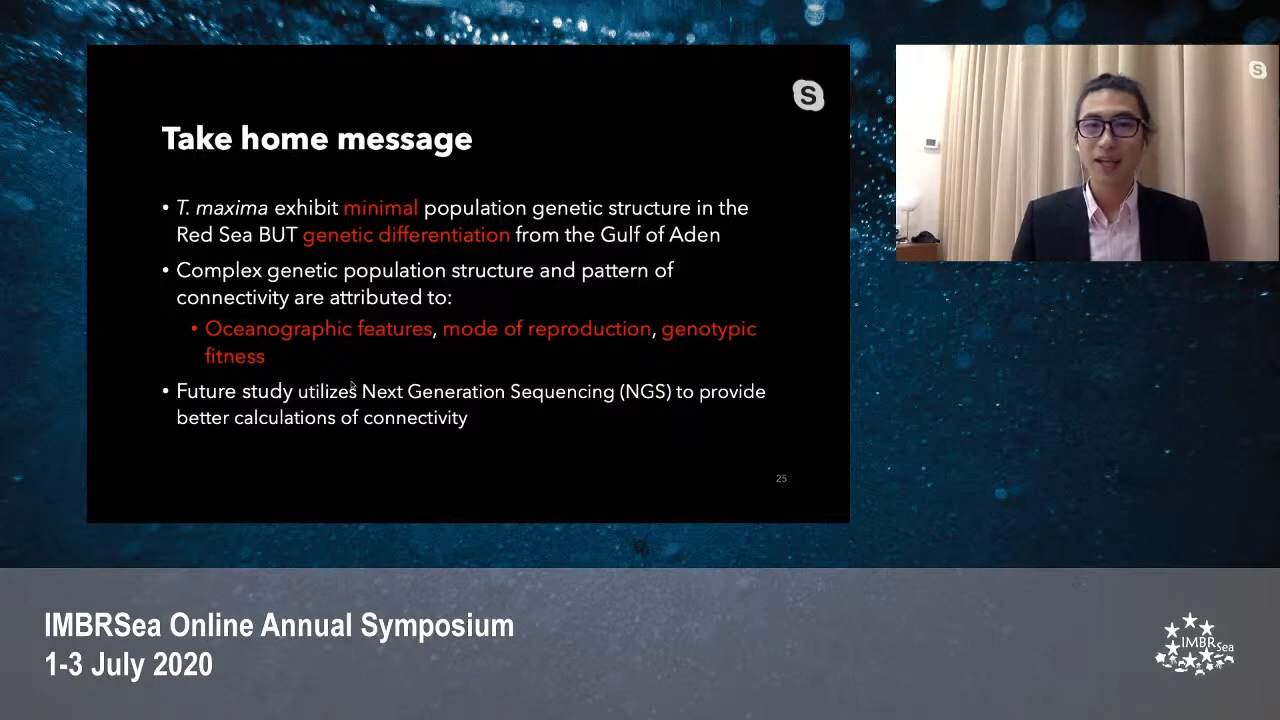 S
Take home message
• T. maxima exhibit minimal population genetic structure in the
Red Sea BUT genetic differentiation from the Gulf of Aden
• Complex genetic population structure and pattern of
connectivity are attributed to:
• Oceanographic features, mode of reproduction, genotypic
fitness
• Future study utilizes Next Generation Sequencing (NGS) to provide
better calculations of connectivity
25
S
IMBRSea Online Annual Symposium
1-3 July 2020
IMBRSea